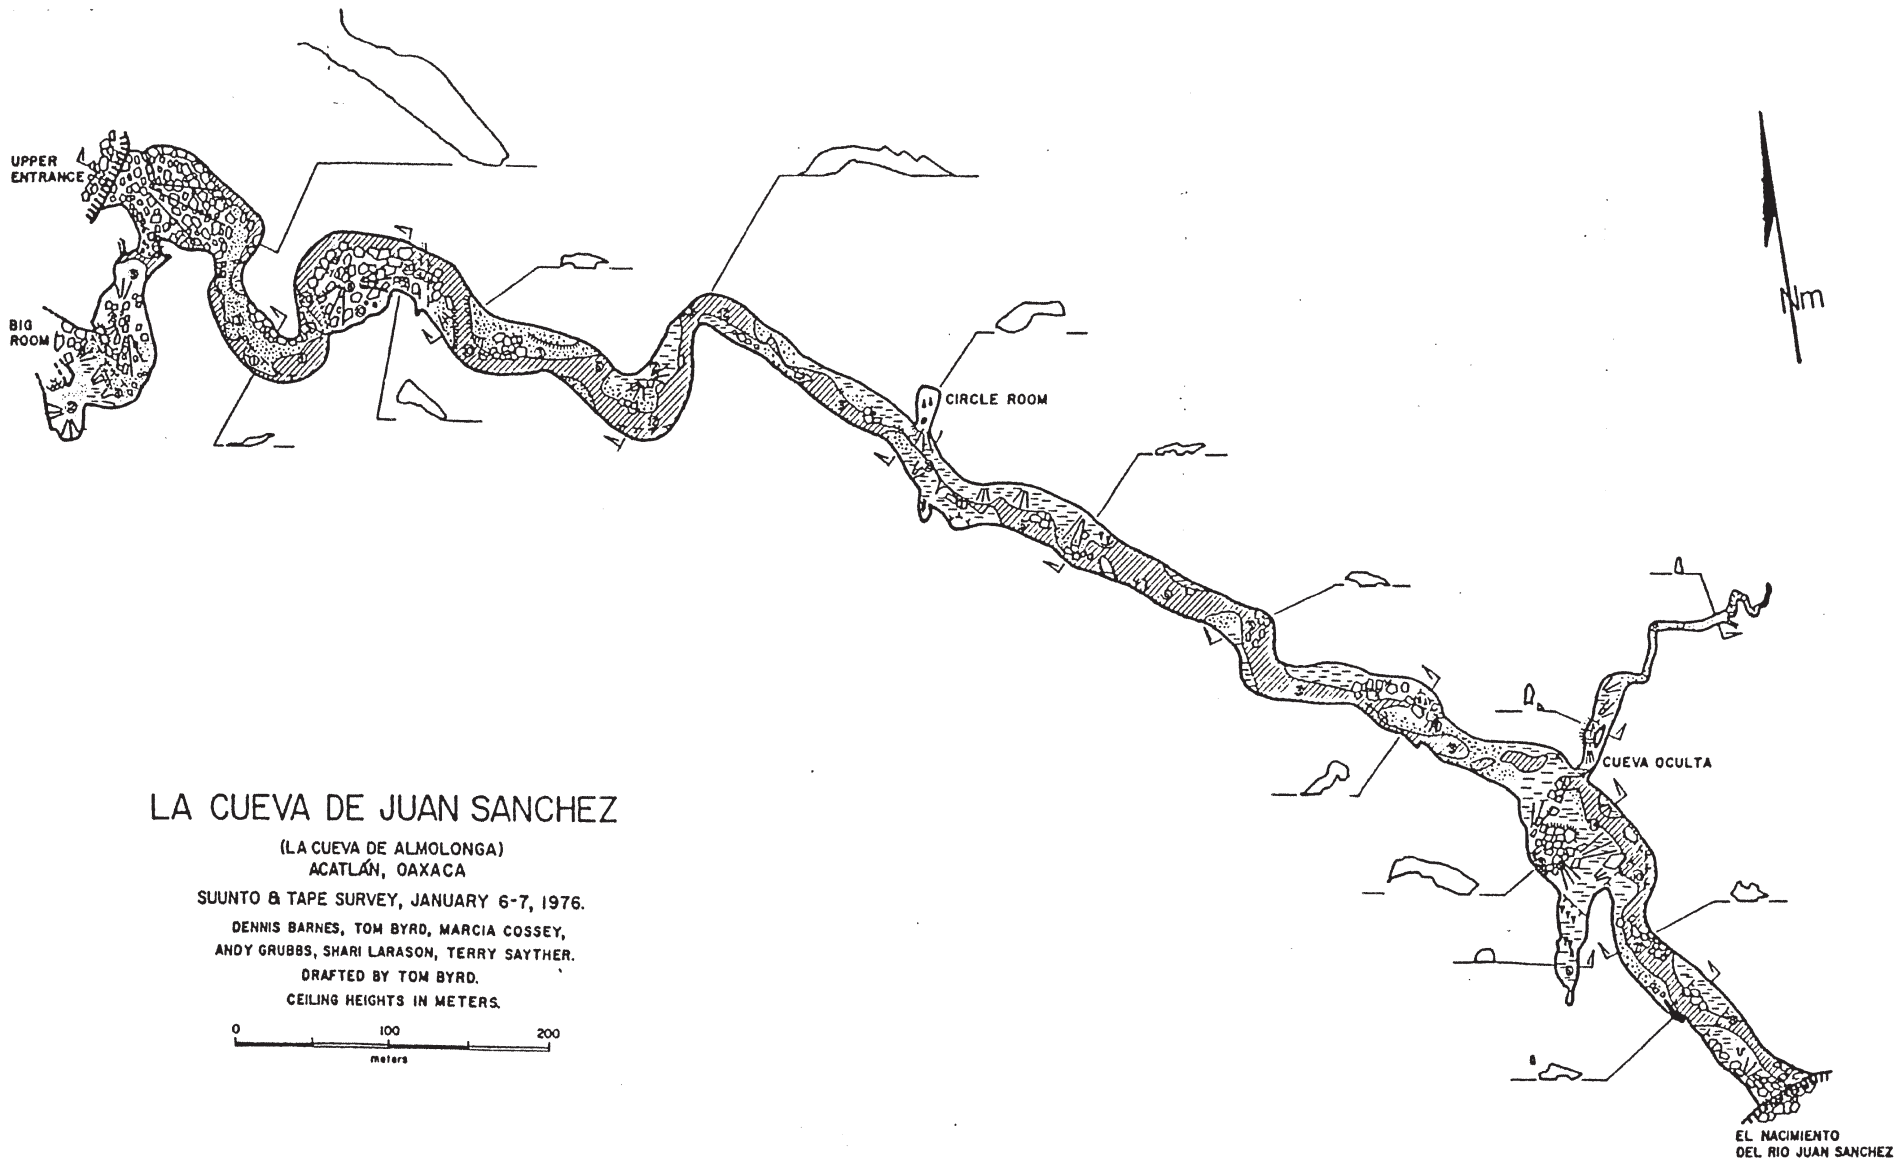 UPPER
ENTRANCE
BIG
ROOM
CIRCLE ROOM
Nm
CUEVA OCULTA
LA CUEVA DE JUAN SANCHEZ
(LA CUEVA DE ALMOLONGA)
ACATLÁN, OAXACA
SUUNTO & TAPE SURVEY, JANUARY 6-7, 1976.
DENNIS BARNES, TOM BYRD, MARCIA COSSEY,
ANDY GRUBBS, SHARI LARASON, TERRY SAYTHER.
DRAFTED BY TOM BYRD.
CEILING HEIGHTS IN METERS.
0 100 200
meters
EL NACIMIENTO
DEL RIO JUAN SANCHEZ